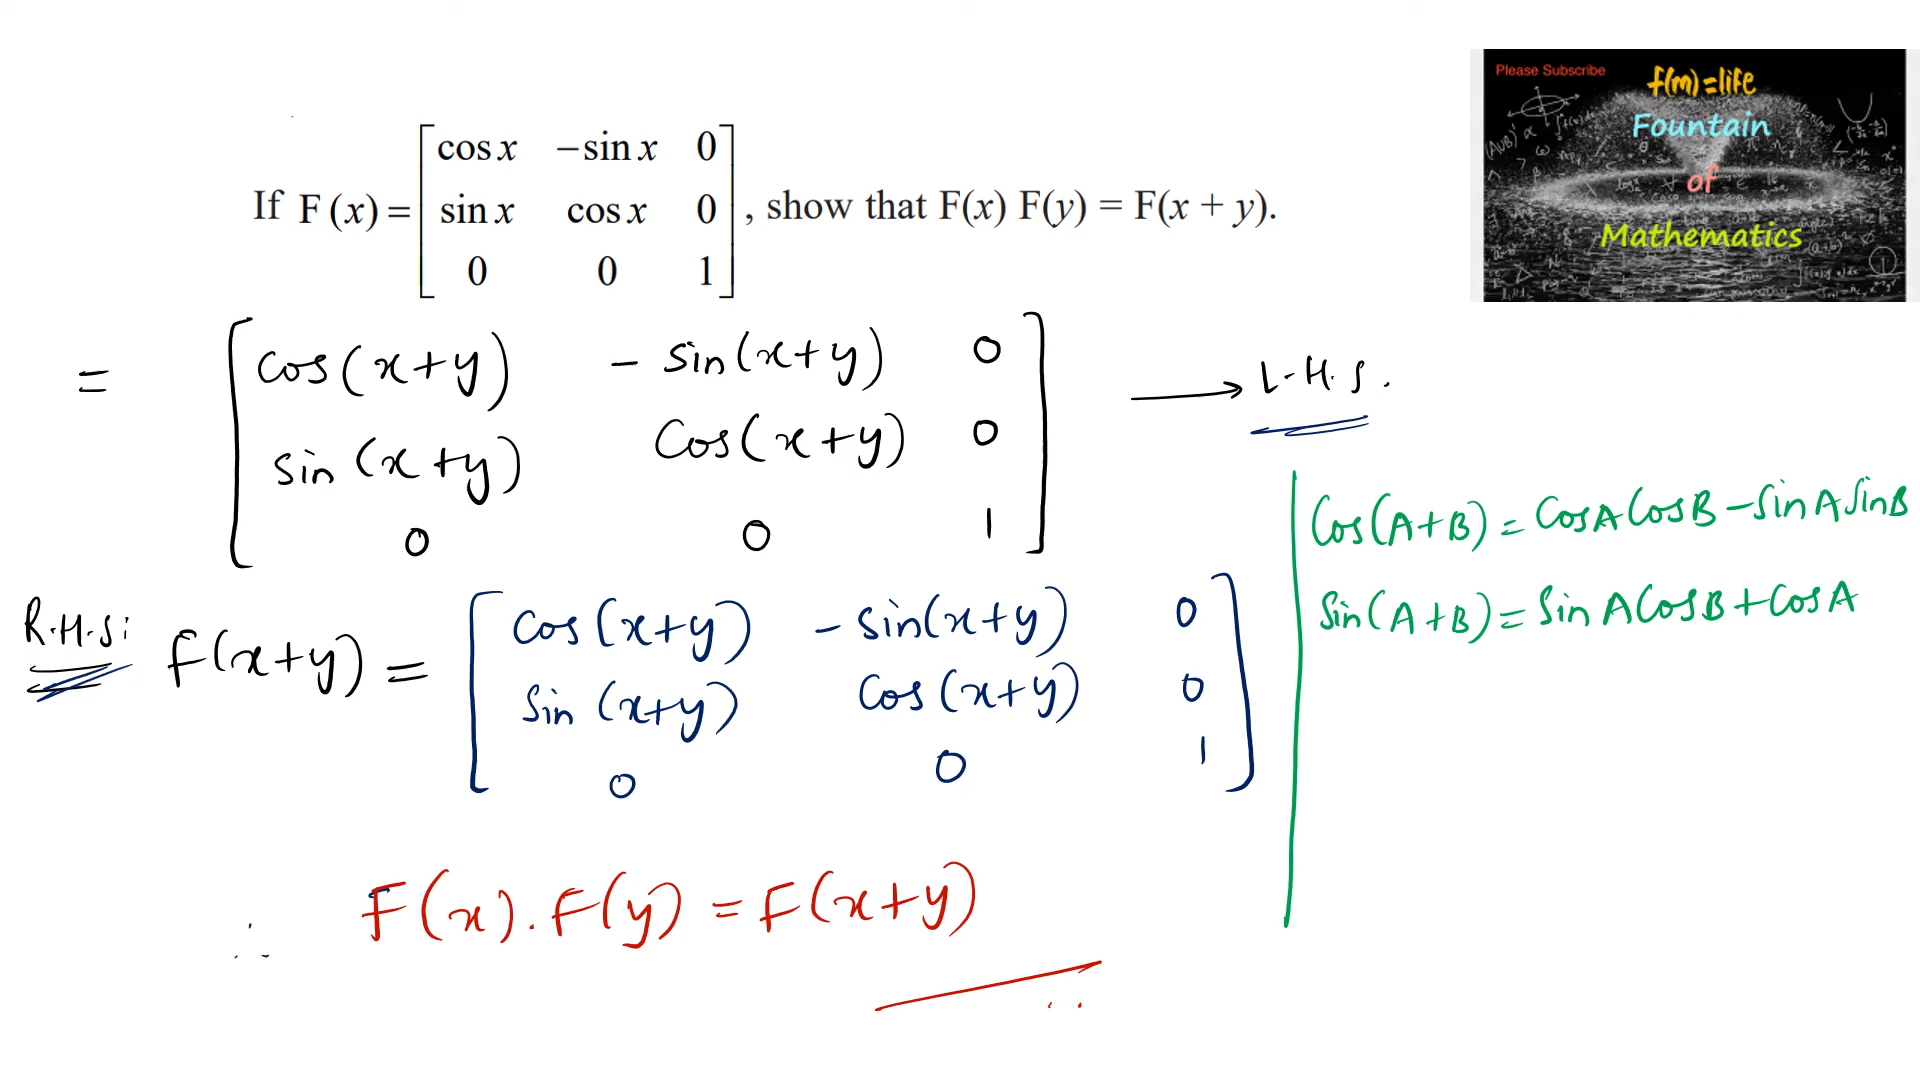 Please Subscribe
f(m)=life
Fountain
of
Mathematics
If F(x) = [cos x −sin x 0
sin x cos x 0
0 0 1], show that F(x) F(y) = F(x + y).
= [cos(x+y) - sin(x+y) 0
sin(x+y) cos(x+y) 0
0 0 1] → L.H.S.
Cos(A+B) = CosA CosB - SinA SinB
Sin(A+B) = Sin A CosB + Cos A
R.H.S:
f(x+y) = [cos(x+y) - sin(x+y) 0
Sin(x+y) Cos(x+y) 0
0 0 1]
∴ F(x). F(y) = F(x+y)